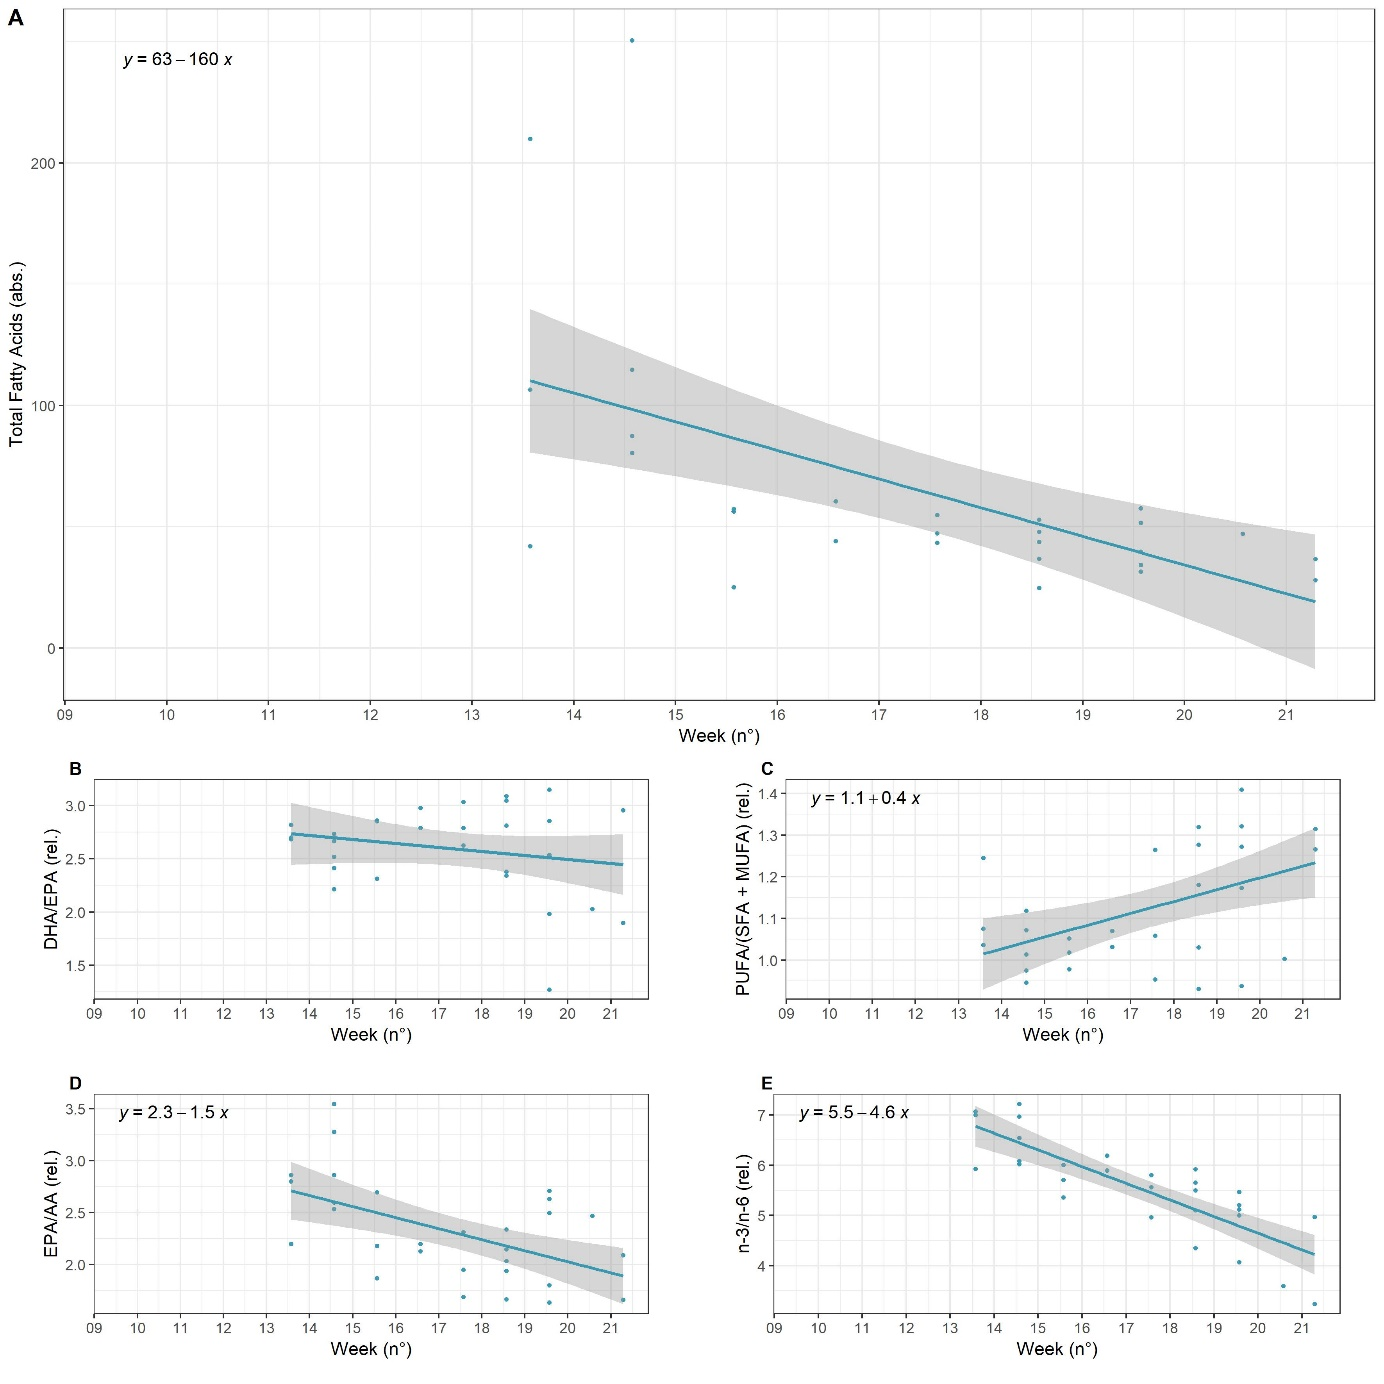 A
y = 63 – 160 x
Total Fatty Acids (abs.)
200
100
0
09 10 11 12 13 14 15 16 17 18 19 20 21
Week (n°)
B
DHA/EPA (rel.)
3.0
2.5
2.0
1.5
09 10 11 12 13 14 15 16 17 18 19 20 21
Week (n°)
C
y = 1.1 + 0.4 x
PUFA/(SFA + MUFA) (rel.)
1.4
1.3
1.2
1.1
1.0
09 10 11 12 13 14 15 16 17 18 19 20 21
Week (n°)
D
y = 2.3 – 1.5 x
EPA/AA (rel.)
3.5
3.0
2.5
2.0
09 10 11 12 13 14 15 16 17 18 19 20 21
Week (n°)
E
y = 5.5 – 4.6 x
n-3/n-6 (rel.)
7
6
5
4
09 10 11 12 13 14 15 16 17 18 19 20 21
Week (n°)